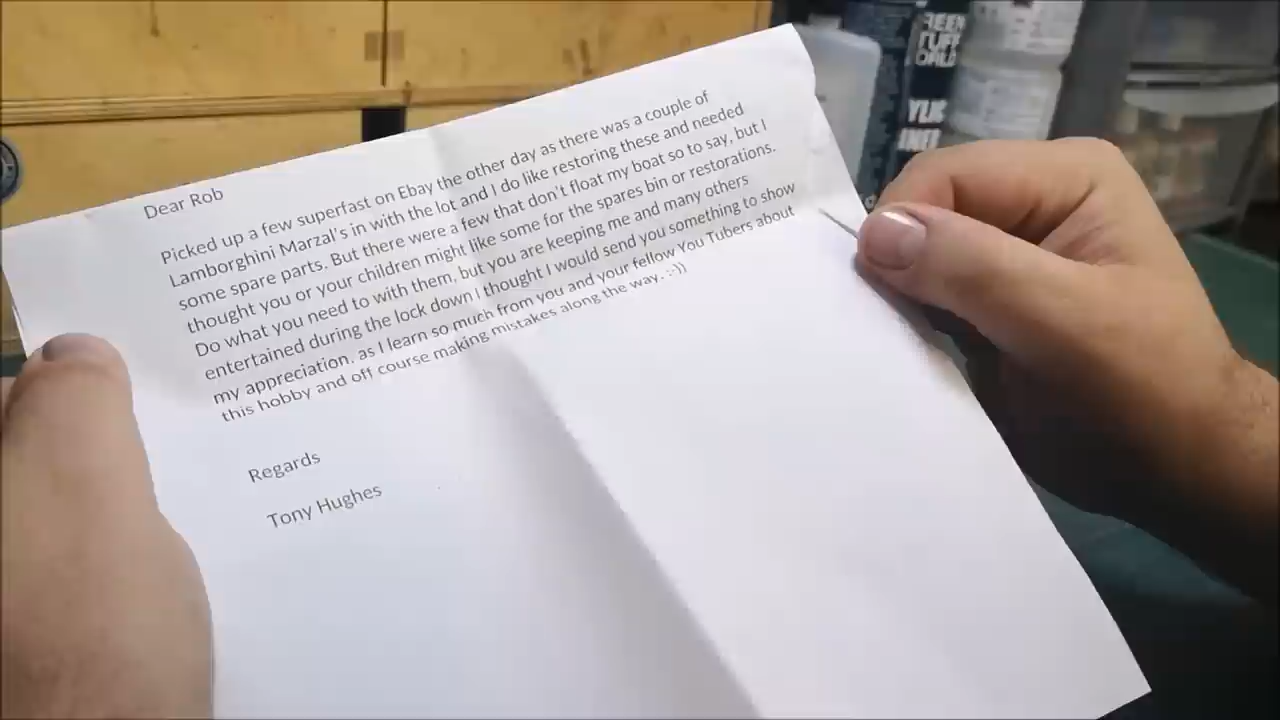 Dear Rob
Picked up a few superfast on Ebay the other day as there was a couple of
Lamborghini Marzal's in with the lot and I do like restoring these and needed
some spare parts. But there were a few that don't float my boat so to say, but I
thought you or your children might like some for the spares bin or restorations.
Do what you need to with them, but you are keeping me and many others
entertained during the lock down I thought I would send you something to show
my appreciation. as I learn so much from you and your fellow You Tubers about
this hobby and off course making mistakes along the way. :-))
Regards
Tony Hughes